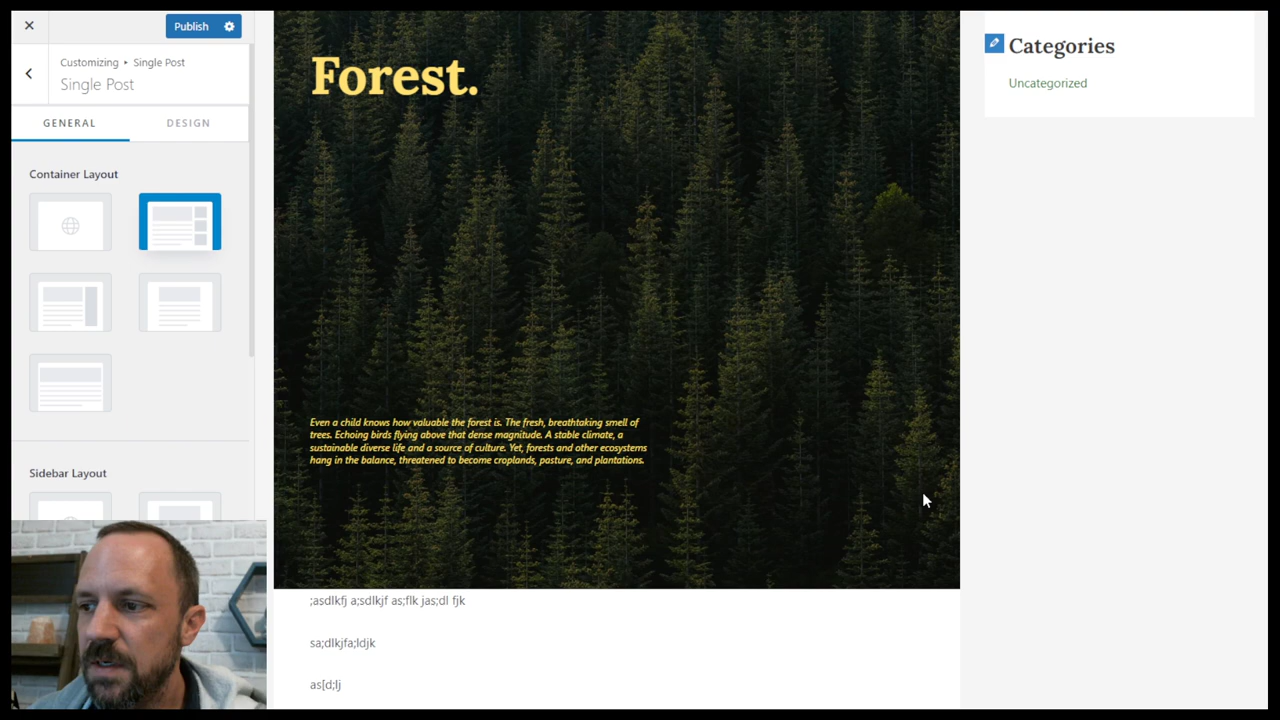 Publish
Customizing ▸ Single Post
Single Post
GENERAL
DESIGN
Container Layout
Sidebar Layout
Forest.
Even a child knows how valuable the forest is. The fresh, breathtaking smell of
trees. Echoing birds flying above that dense magnitude. A stable climate, a
sustainable diverse life and a source of culture. Yet, forests and other ecosystems
hang in the balance, threatened to become croplands, pasture, and plantations.
;asdlkfj a;sdlkjf as;flk jas;dl fjk
sa;dlkjfa;ldjk
as[d;lj
Categories
Uncategorized